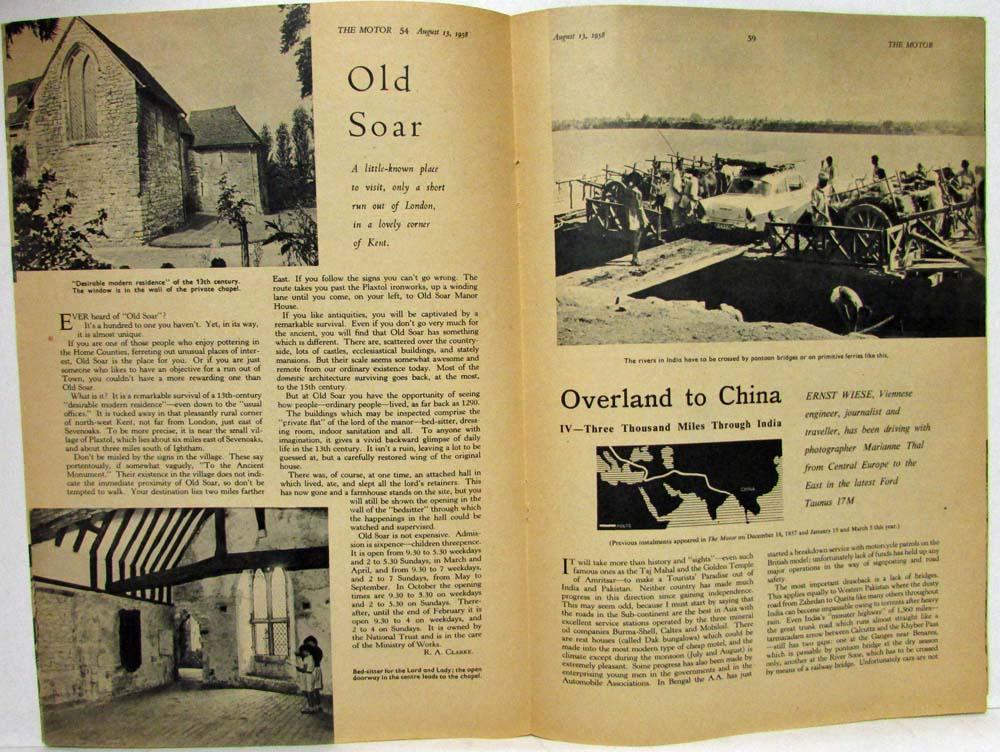 THE MOTOR 54 August 13, 1958
Old
Soar
A little-known place
to visit, only a short
run out of London,
in a lovely corner
of Kent.
"Desirable modern residence" of the 13th century.
The window is in the wall of the private chapel.
EVER heard of "Old Soar"?
It's a hundred to one you haven't. Yet, in its way,
it is almost unique.
If you are one of those people who enjoy pottering in
the Home Counties, ferreting out unusual places of inter-
est, Old Soar is the place for you. Or if you are just
someone who likes to have an objective for a run out of
Town, you couldn't have a more rewarding one than
Old Soar.
What is it? It is a remarkable survival of a 13th-century
"desirable modern residence"—even down to the "usual
offices." It is tucked away in that pleasantly rural corner
of north-west Kent, not far from London, just east of
Sevenoaks. To be more precise, it is near the small vil-
lage of Plaxtol, which lies about six miles east of Sevenoaks,
and about three miles south of Ightham.
Don't be misled by the signs in the village. These say
portentously, if somewhat vaguely, "To the Ancient
Monument." Their existence in the village does not indi-
cate the immediate proximity of Old Soar, so don't be
tempted to walk. Your destination lies two miles farther
East. If you follow the signs you can't go wrong. The
route takes you past the Plaxtol ironworks, up a winding
lane until you come, on your left, to Old Soar Manor
House.
If you like antiquities, you will be captivated by a
remarkable survival. Even if you don't go very much for
the ancient, you will find that Old Soar has something
which is different. There are, scattered over the country-
side, lots of castles, ecclesiastical buildings, and stately
mansions. But their scale seems somewhat awesome and
remote from our ordinary existence today. Most of the
domestic architecture surviving goes back, at the most,
to the 15th century.
But at Old Soar you have the opportunity of seeing
how people—ordinary people—lived, as far back as 1290.
The buildings which may be inspected comprise the
"private flat" of the lord of the manor—bed-sitter, dress-
ing room, indoor sanitation and all. To anyone with
imagination, it gives a vivid backward glimpse of daily
life in the 13th century. It isn't a ruin, leaving a lot to be
guessed at, but a carefully restored wing of the original
house.
There was, of course, at one time, an attached hall in
which lived, ate, and slept all the lord's retainers. This
has now gone and a farmhouse stands on the site, but you
will still be shown the opening in the
wall of the "bedsitter" through which
the happenings in the hall could be
watched and supervised.
Old Soar is not expensive. Admis-
sion is sixpence—children threepence.
It is open from 9.30 to 5.30 weekdays
and 2 to 5.30 Sundays, in March and
April, and from 9.30 to 7 weekdays,
and 2 to 7 Sundays, from May to
September. In October the opening
times are 9.30 to 5.30 on weekdays
and 2 to 5.30 on Sundays. There-
after, until the end of February it is
open 9.30 to 4 on weekdays, and
2 to 4 on Sundays. It is owned by
the National Trust and is in the care
of the Ministry of Works.
R. A. CLARKE.
Bed-sitter for the Lord and Lady; the open
doorway in the centre leads to the chapel.
August 13, 1958 59 THE MOTOR
The rivers in India have to be crossed by pontoon bridges or on primitive ferries like this.
Overland to China
IV—Three Thousand Miles Through India
CHINA
ROUTE
ERNST WIESE, Viennese
engineer, journalist and
traveller, has been driving with
photographer Marianne Thal
from Central Europe to the
East in the latest Ford
Taunus 17M
(Previous instalments appeared in The Motor on December 18, 1957 and January 15 and March 5 this year.)
IT will take more than history and "sights"—even such
famous ones as the Taj Mahal and the Golden Temple
of Amritsar—to make a Tourists' Paradise out of
India and Pakistan. Neither country has made much
progress in this direction since gaining independence.
This may seem odd, because I must start by saying that
the roads in the Sub-continent are the best in Asia with
excellent service stations operated by the three mineral
oil companies Burma-Shell, Caltex and Mobiloil. There
are rest houses (called Dak bungalows) which could be
made into the most modern type of cheap motel, and the
climate except during the monsoon (July and August) is
extremely pleasant. Some progress has also been made by
enterprising young men in the governments and in the
Automobile Associations. In Bengal the A.A. has just
started a breakdown service with motorcycle patrols on the
British model; unfortunately lack of funds has held up any
major operations in the way of signposting and road
safety.
The most important drawback is a lack of bridges.
This applies equally to Western Pakistan where the dusty
road from Zahedan to Quetta like many others throughout
India can become impassable owing to torrents after heavy
rain. Even India's "monster highway" of 1,500 miles—
the great trunk road which runs almost straight like a
tarmacadam arrow between Calcutta and the Khyber Pass
—still has two gaps: one at the Ganges near Benares,
which is passable by pontoon bridge at the dry season
only, another at the River Soar, which has to be crossed
by means of a railway bridge. Unfortunately cars are not